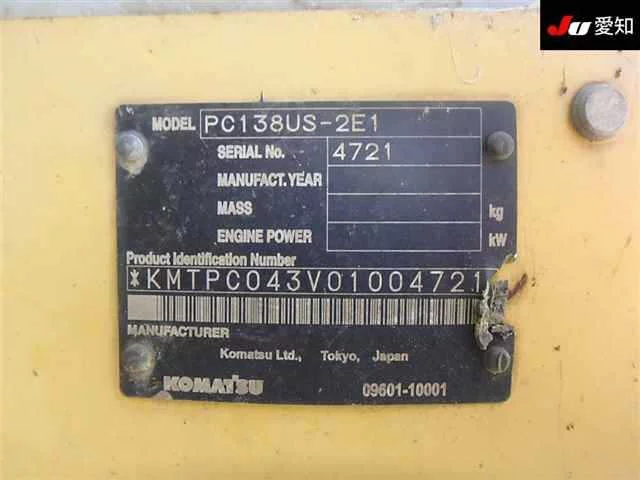 Ju 愛知
MODEL PC138US-2E1
SERIAL No. 4721
MANUFACT.YEAR
MASS kg
ENGINE POWER kW
Product Identification Number
*KMTPC043V01004721
MANUFACTURER
Komatsu Ltd., Tokyo, Japan
KOMATSU 09601-10001